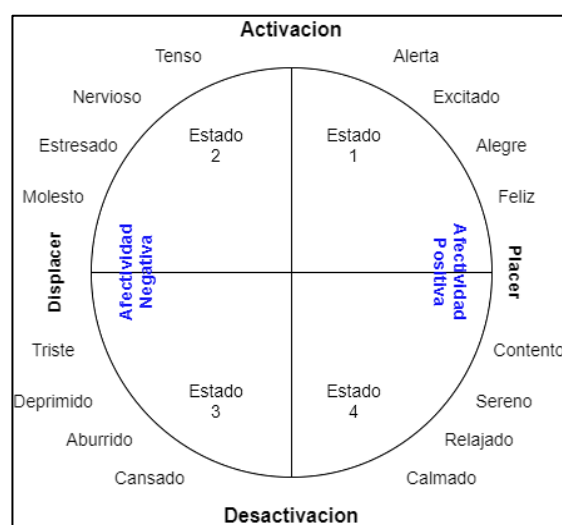 Activacion
Tenso
Alerta
Nervioso
Excitado
Estresado
Estado
2
Estado
1
Alegre
Molesto
Feliz
Displacer
Afectividad
Negativa
Afectividad
Positiva
Placer
Triste
Contento
Deprimido
Estado
3
Estado
4
Sereno
Aburrido
Relajado
Cansado
Calmado
Desactivacion